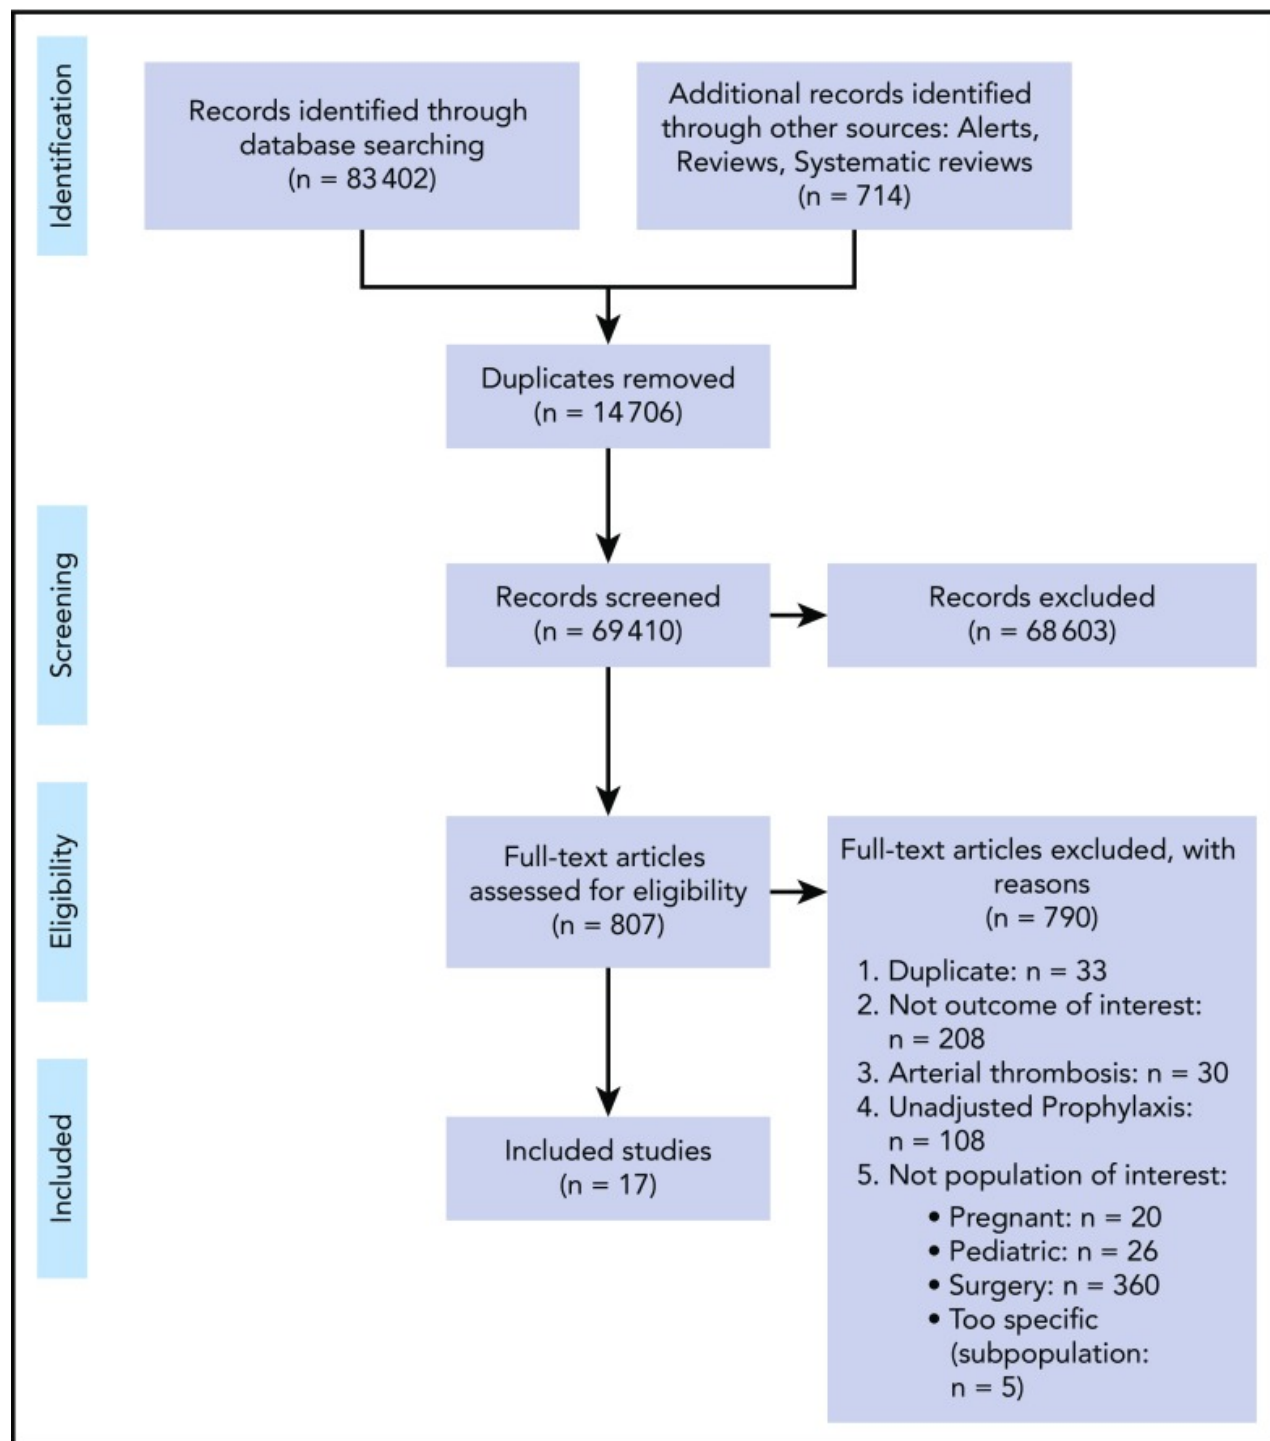 Identification
Records identified through
database searching
(n = 83 402)
Additional records identified
through other sources: Alerts,
Reviews, Systematic reviews
(n = 714)
Duplicates removed
(n = 14 706)
Screening
Records screened
(n = 69 410)
Records excluded
(n = 68 603)
Eligibility
Full-text articles
assessed for eligibility
(n = 807)
Full-text articles excluded, with
reasons
(n = 790)
1. Duplicate: n = 33
2. Not outcome of interest:
n = 208
3. Arterial thrombosis: n = 30
4. Unadjusted Prophylaxis:
n = 108
5. Not population of interest:
• Pregnant: n = 20
• Pediatric: n = 26
• Surgery: n = 360
• Too specific
(subpopulation:
n = 5)
Included
Included studies
(n = 17)